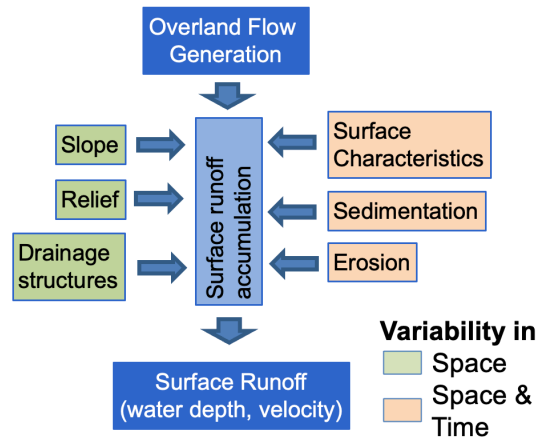 Overland Flow
Generation
Slope
Relief
Drainage
structures
Surface runoff
accumulation
Surface
Characteristics
Sedimentation
Erosion
Surface Runoff
(water depth, velocity)
Variability in
Space
Space &
Time